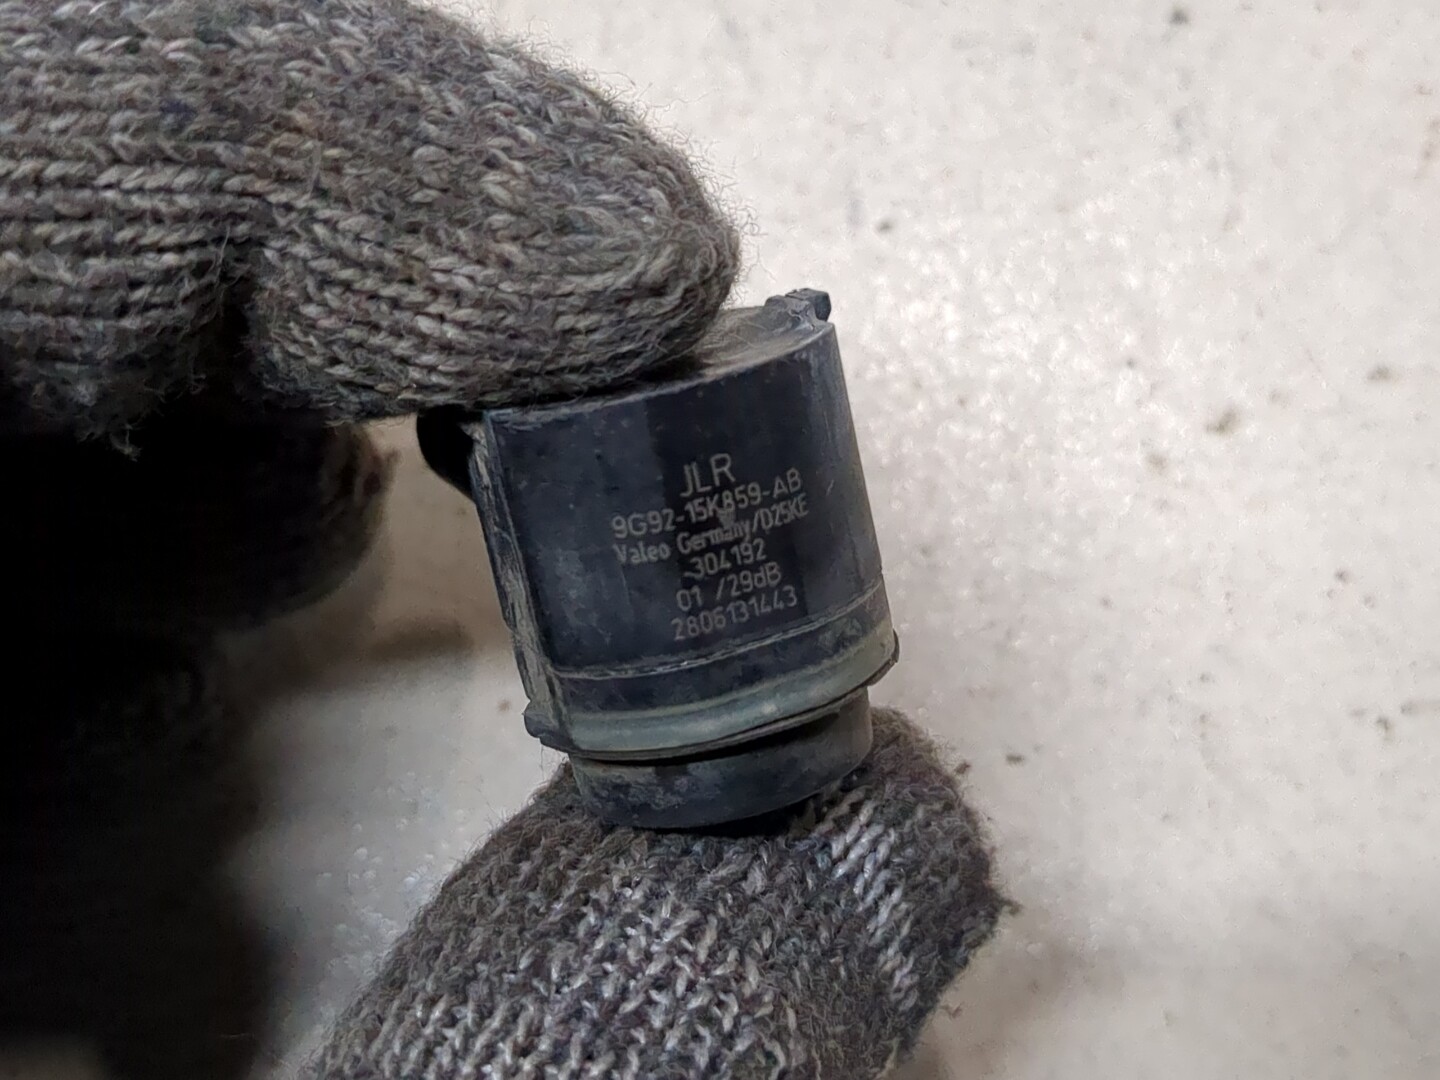 JLR
9G92-15K859-AB
Valeo Germany/D25KE
304192
01 /29dB
2806131443